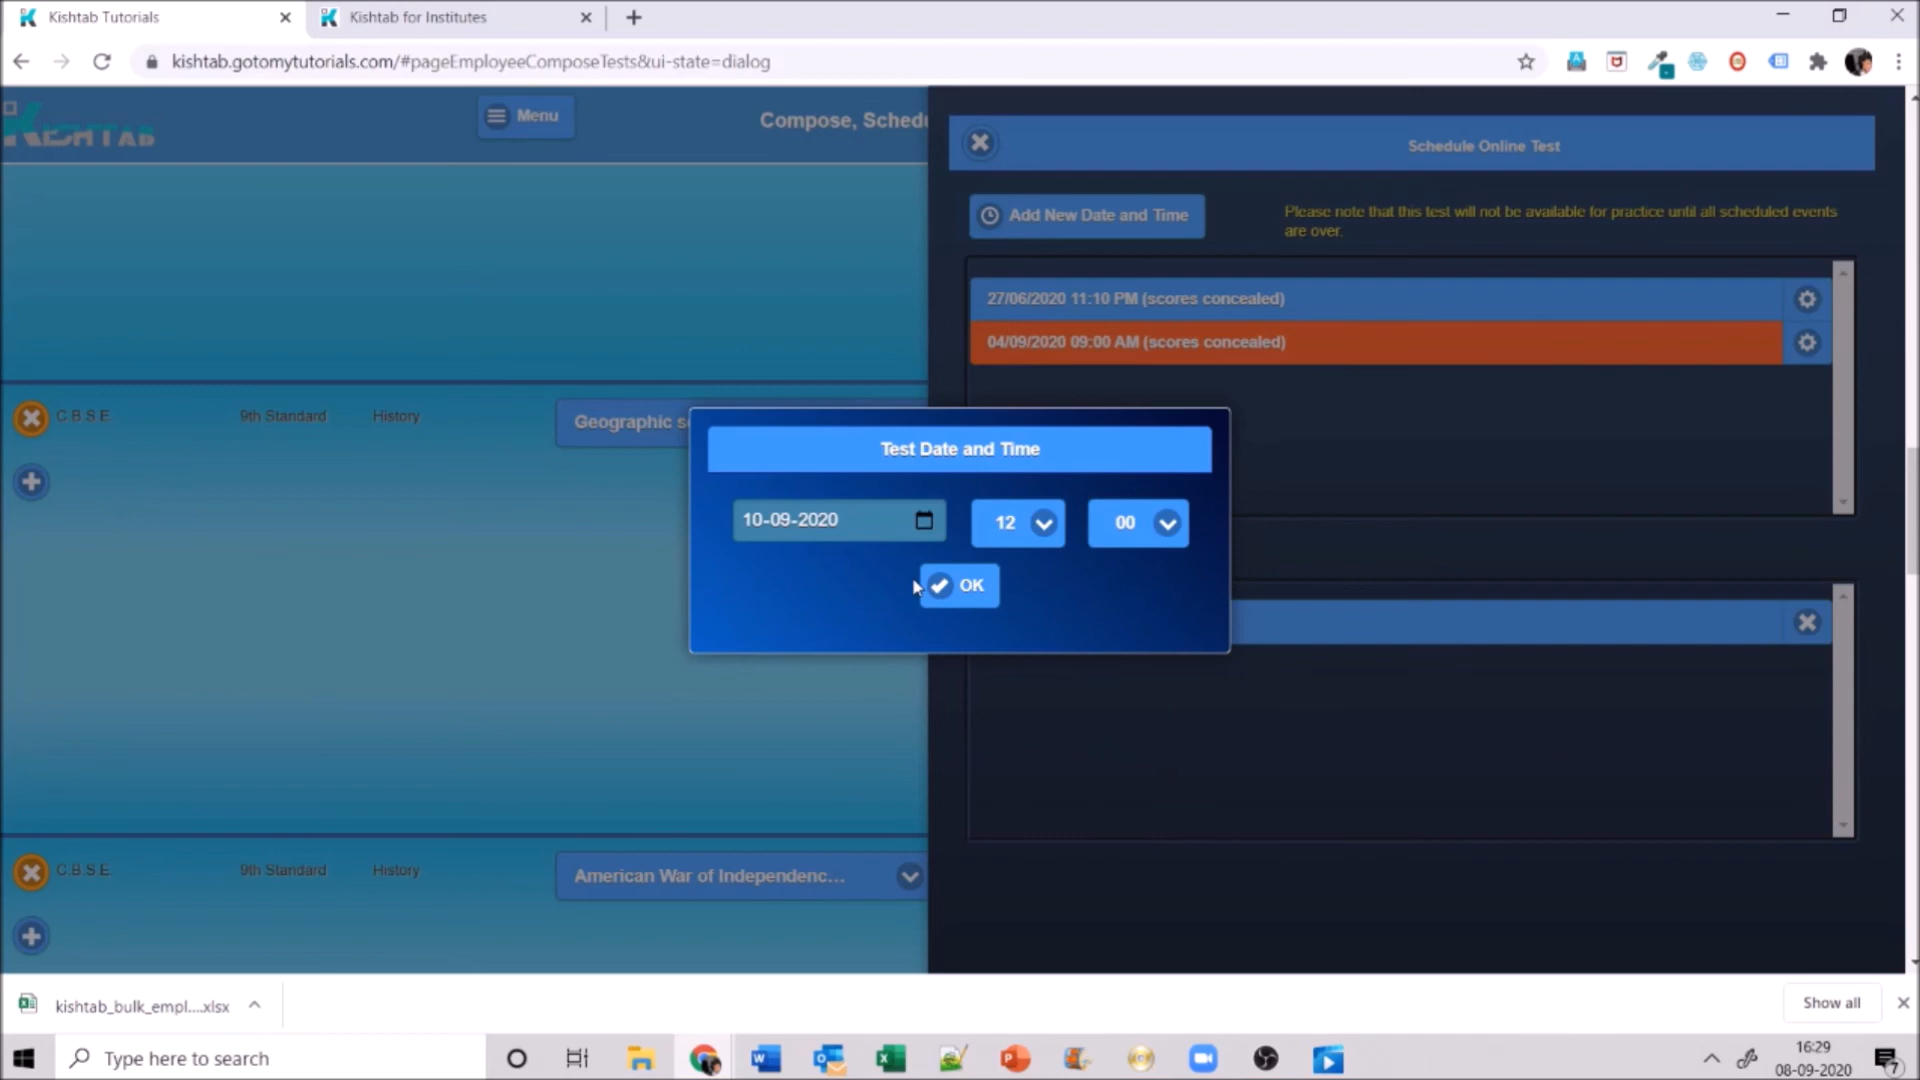 Kishtab Tutorials
Kishtab for Institutes
kishtab.gotomytutorials.com/#pageEmployeeComposeTests&ui-state=dialog
KISHTAB
Menu
Compose, Schedu
Schedule Online Test
Add New Date and Time
Please note that this test will not be available for practice until all scheduled events
are over.
27/06/2020 11:10 PM (scores concealed)
04/09/2020 09:00 AM (scores concealed)
C.B.S.E. 9th Standard History
Geographic s
Test Date and Time
10-09-2020 12 00
OK
C.B.S.E. 9th Standard History
American War of Independenc...
kishtab_bulk_empl....xlsx
Show all
Type here to search
16:29
08-09-2020
7